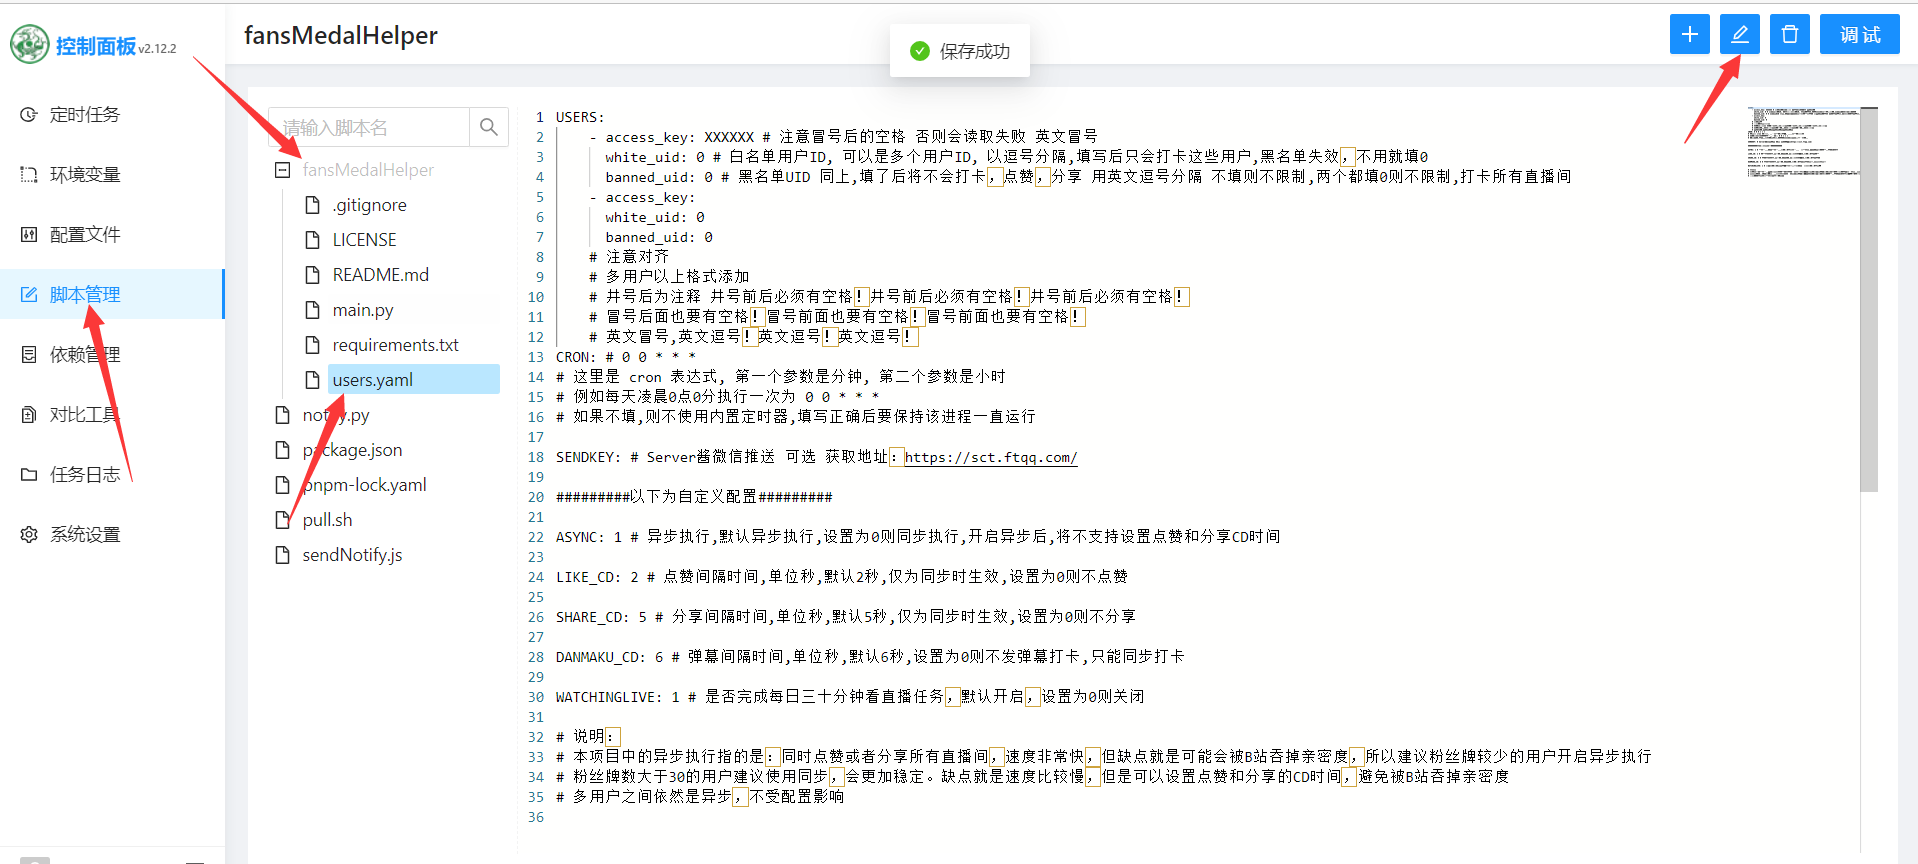 控制面板 v2.12.2
定时任务
环境变量
配置文件
脚本管理
依赖管理
对比工具
任务日志
系统设置
fansMedalHelper
保存成功
调 试
请输入脚本名
fansMedalHelper
.gitignore
LICENSE
README.md
main.py
requirements.txt
users.yaml
notify.py
package.json
pnpm-lock.yaml
pull.sh
sendNotify.js
1 USERS:
2 - access_key: XXXXXX # 注意冒号后的空格 否则会读取失败 英文冒号
3 white_uid: 0 # 白名单用户ID, 可以是多个用户ID, 以逗号分隔,填写后只会打卡这些用户,黑名单失效，不用就填0
4 banned_uid: 0 # 黑名单UID 同上,填了后将不会打卡，点赞，分享 用英文逗号分隔 不填则不限制,两个都填0则不限制,打卡所有直播间
5 - access_key:
6 white_uid: 0
7 banned_uid: 0
8 # 注意对齐
9 # 多用户以上格式添加
10 # 井号后为注释 井号前后必须有空格！井号前后必须有空格！井号前后必须有空格！
11 # 冒号后面也要有空格！冒号前面也要有空格！冒号前面也要有空格！
12 # 英文冒号,英文逗号！英文逗号！英文逗号！
13 CRON: # 0 0 * * *
14 # 这里是 cron 表达式, 第一个参数是分钟, 第二个参数是小时
15 # 例如每天凌晨0点0分执行一次为 0 0 * * *
16 # 如果不填,则不使用内置定时器,填写正确后要保持该进程一直运行
17
18 SENDKEY: # Server酱微信推送 可选 获取地址：https://sct.ftqq.com/
19
20 #########以下为自定义配置#########
21
22 ASYNC: 1 # 异步执行,默认异步执行,设置为0则同步执行,开启异步后,将不支持设置点赞和分享CD时间
23
24 LIKE_CD: 2 # 点赞间隔时间,单位秒,默认2秒,仅为同步时生效,设置为0则不点赞
25
26 SHARE_CD: 5 # 分享间隔时间,单位秒,默认5秒,仅为同步时生效,设置为0则不分享
27
28 DANMAKU_CD: 6 # 弹幕间隔时间,单位秒,默认6秒,设置为0则不发弹幕打卡,只能同步打卡
29
30 WATCHINGLIVE: 1 # 是否完成每日三十分钟看直播任务，默认开启，设置为0则关闭
31
32 # 说明：
33 # 本项目中的异步执行指的是：同时点赞或者分享所有直播间，速度非常快，但缺点就是可能会被B站吞掉亲密度，所以建议粉丝牌较少的用户开启异步执行
34 # 粉丝牌数大于30的用户建议使用同步，会更加稳定。缺点就是速度比较慢，但是可以设置点赞和分享的CD时间，避免被B站吞掉亲密度
35 # 多用户之间依然是异步，不受配置影响
36